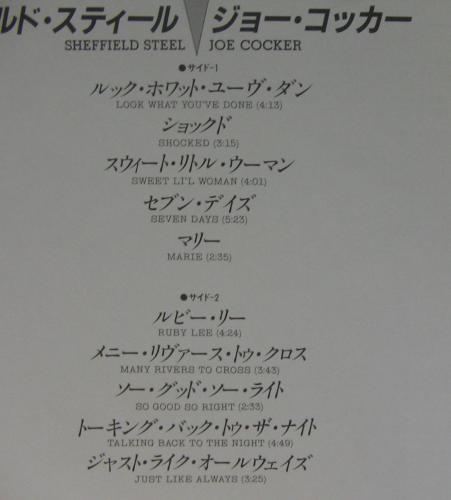 ルド・スティール ジョー・コッカー
SHEFFIELD STEEL JOE COCKER
●サイド-1
ルック・ホワット・ユーヴ・ダン
LOOK WHAT YOU'VE DONE (4:13)
ショックド
SHOCKED (3:15)
スウィート・リトル・ウーマン
SWEET LI'L WOMAN (4:01)
セブン・デイズ
SEVEN DAYS (5:23)
マリー
MARIE (2:35)
●サイド-2
ルビー・リー
RUBY LEE (4:24)
メニー・リヴァース・トゥ・クロス
MANY RIVERS TO CROSS (3:43)
ソー・グッド・ソー・ライト
SO GOOD SO RIGHT (2:33)
トーキング・バック・トゥ・ザ・ナイト
TALKING BACK TO THE NIGHT (4:49)
ジャスト・ライク・オールウェイズ
JUST LIKE ALWAYS (3:25)